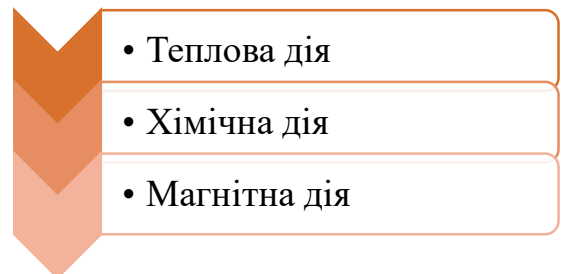 • Теплова дія
• Хімічна дія
• Магнітна дія